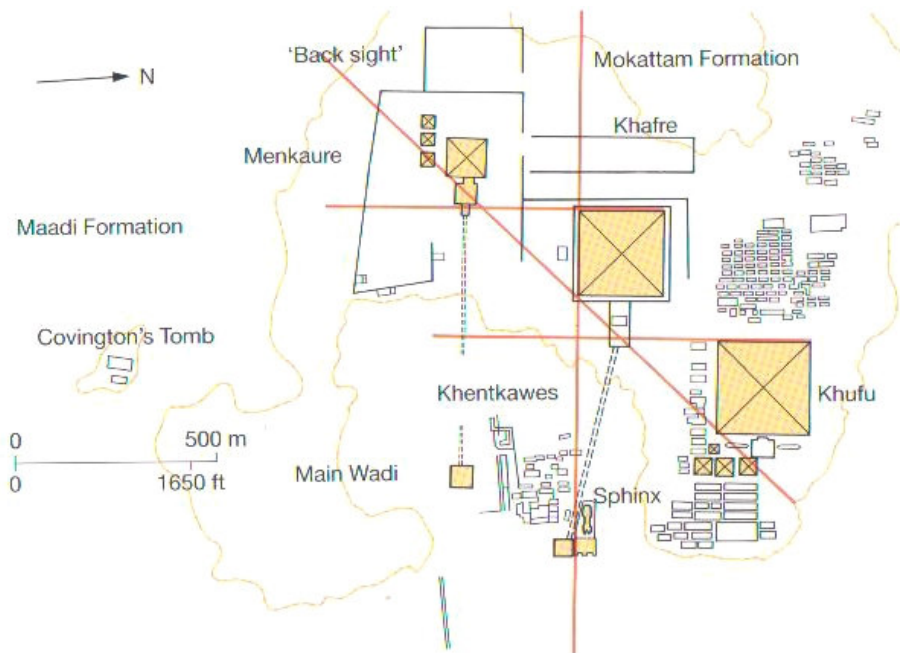 'Back sight'
Mokattam Formation
N
Khafre
Menkaure
Maadi Formation
Covington's Tomb
Khentkawes
Khufu
0 500 m
0 1650 ft
Main Wadi
Sphinx